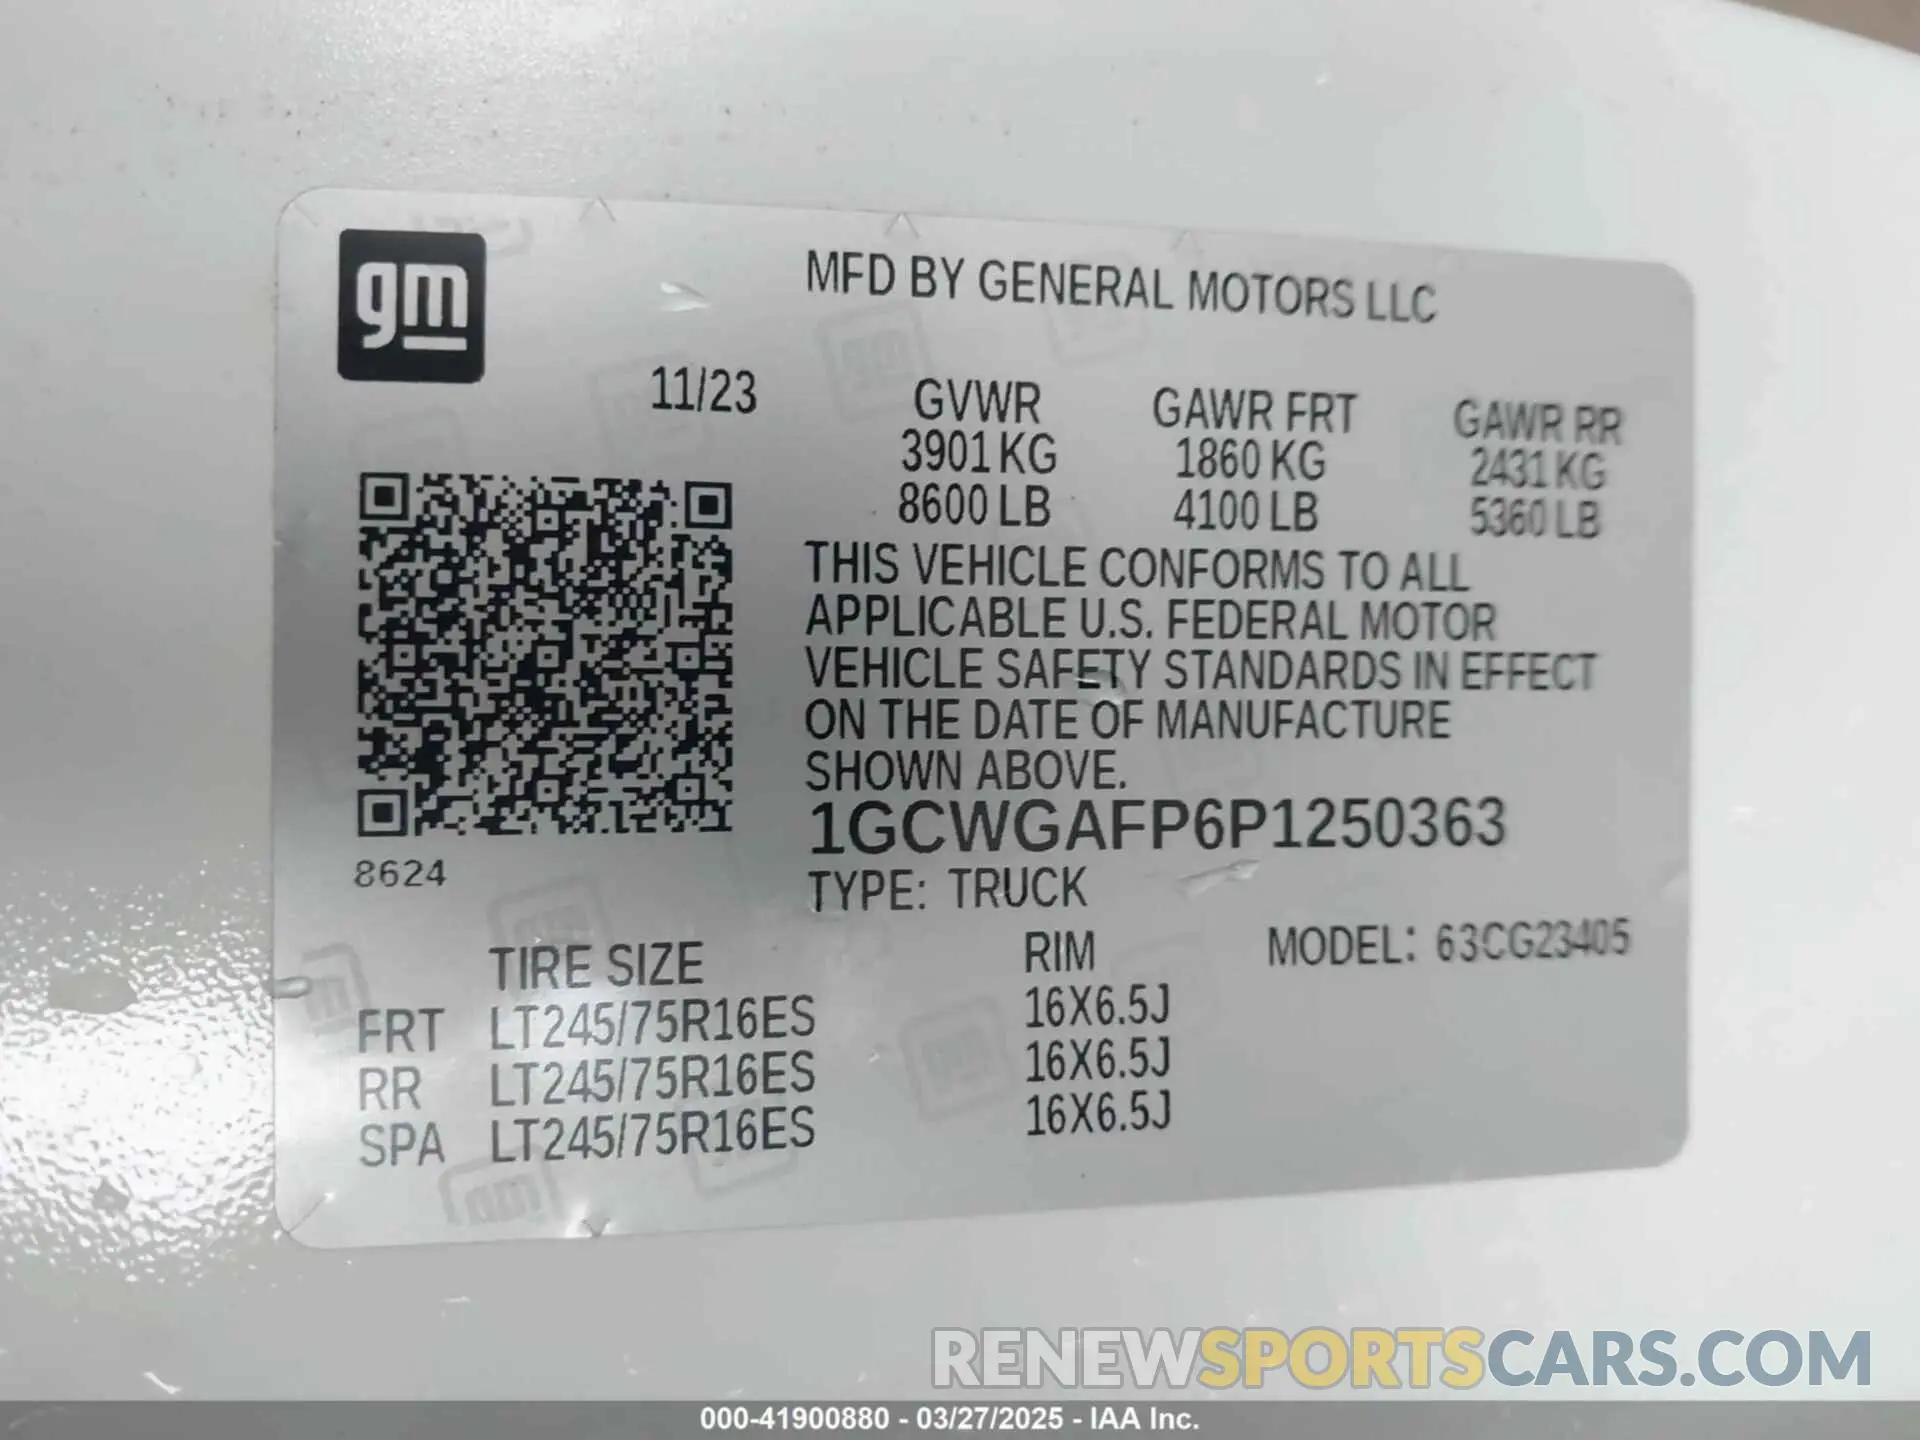 gm
MFD BY GENERAL MOTORS LLC
11/23
GVWR GAWR FRT GAWR RR
3901 KG 1860 KG 2431 KG
8600 LB 4100 LB 5360 LB
THIS VEHICLE CONFORMS TO ALL
APPLICABLE U.S. FEDERAL MOTOR
VEHICLE SAFETY STANDARDS IN EFFECT
ON THE DATE OF MANUFACTURE
SHOWN ABOVE.
1GCWGAFP6P1250363
8624
TYPE: TRUCK
TIRE SIZE RIM MODEL: 63CG23405
FRT LT245/75R16ES 16X6.5J
RR LT245/75R16ES 16X6.5J
SPA LT245/75R16ES 16X6.5J
RENEWSPORTSCARS.COM
000-41900880 - 03/27/2025 - IAA Inc.